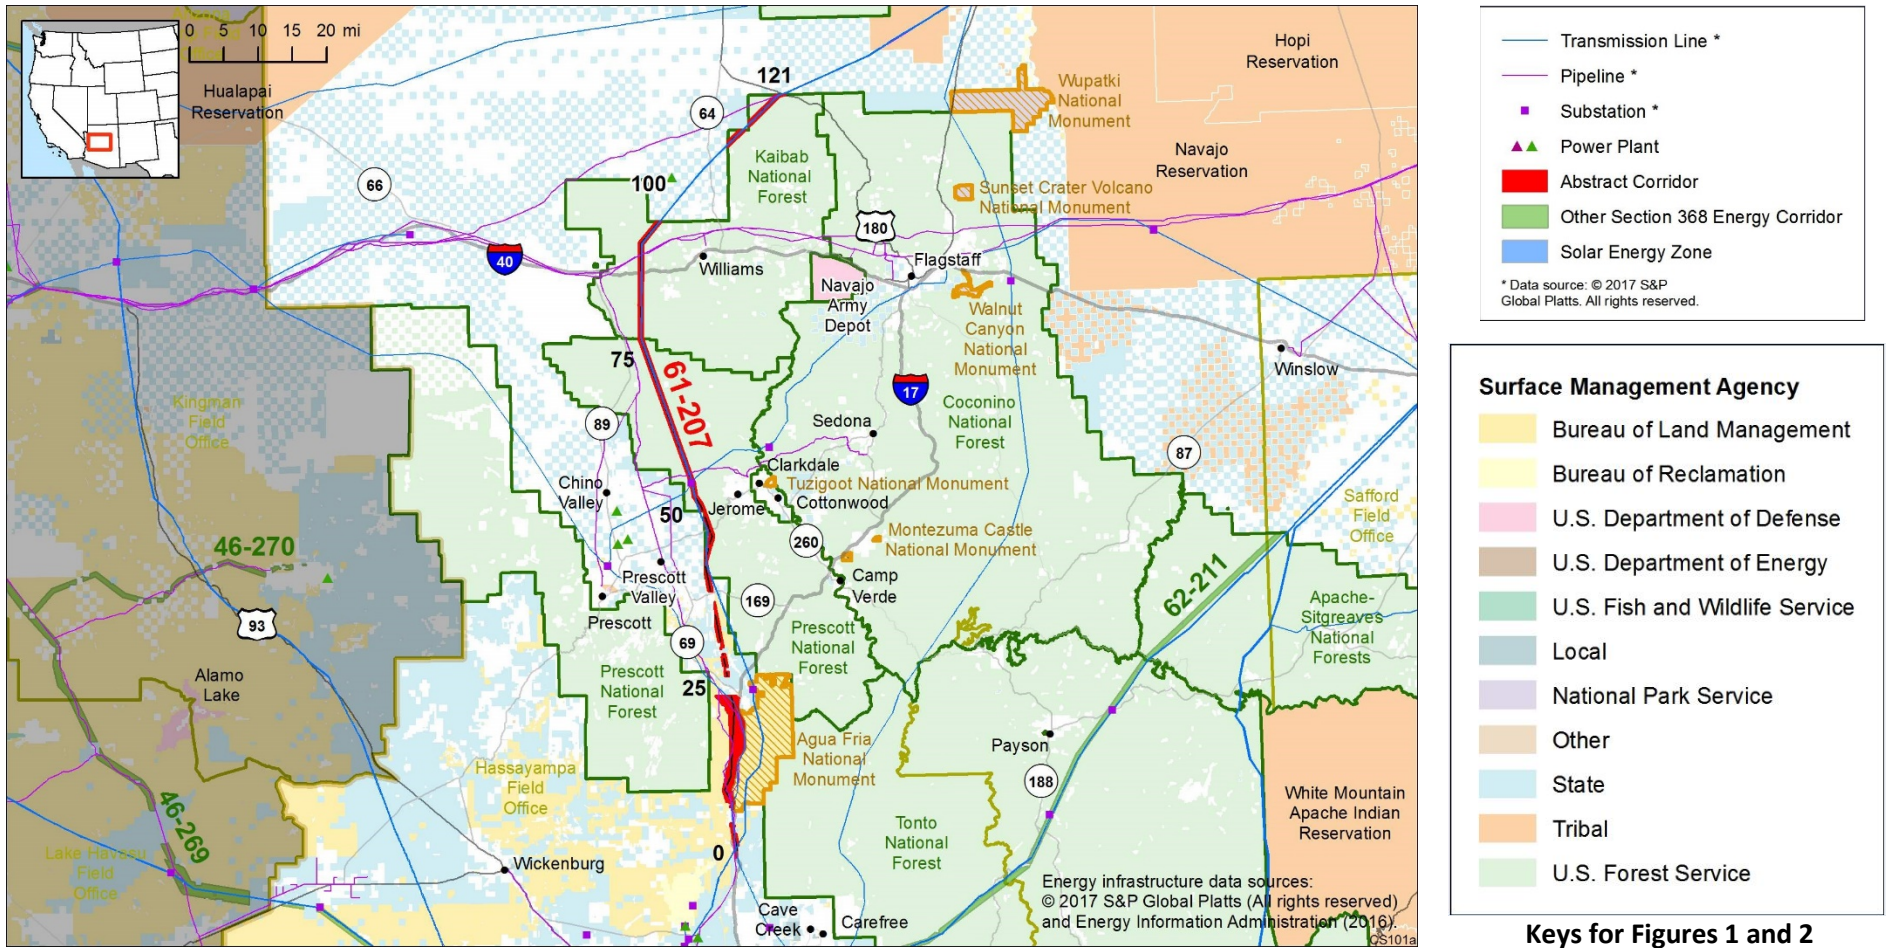 0 5 10 15 20 mi
Hualapai
Reservation
66
64
121
100
Kaibab
National
Forest
Wupatki
National
Monument
Hopi
Reservation
Navajo
Reservation
Sunset Crater Volcano
National Monument
180
40
Williams
Flagstaff
Navajo
Army
Depot
Walnut
Canyon
National
Monument
Winslow
75
61-207
17
Kingman
Field
Office
89
Sedona
Coconino
National
Forest
87
Clarkdale
Tuzigoot National Monument
Chino
Valley
Jerome
Cottonwood
50
Safford
Field
Office
Montezuma Castle
National Monument
260
46-270
Prescott
Valley
Camp
Verde
62-211
93
Prescott
169
Apache-
Sitgreaves
National
Forests
69
Prescott
National
Forest
Prescott
National
Forest
Alamo
Lake
25
Agua Fria
National
Monument
Payson
188
Hassayampa
Field
Office
White Mountain
Apache Indian
Reservation
46-269
Tonto
National
Forest
Lake Havasu
Field
Office
0
Wickenburg
Cave
Creek
Carefree
Energy infrastructure data sources:
© 2017 S&P Global Platts (All rights reserved)
and Energy Information Administration (2016).
CS101a
Transmission Line *
Pipeline *
Substation *
Power Plant
Abstract Corridor
Other Section 368 Energy Corridor
Solar Energy Zone
* Data source: © 2017 S&P
Global Platts. All rights reserved.
Surface Management Agency
Bureau of Land Management
Bureau of Reclamation
U.S. Department of Defense
U.S. Department of Energy
U.S. Fish and Wildlife Service
Local
National Park Service
Other
State
Tribal
U.S. Forest Service
Keys for Figures 1 and 2